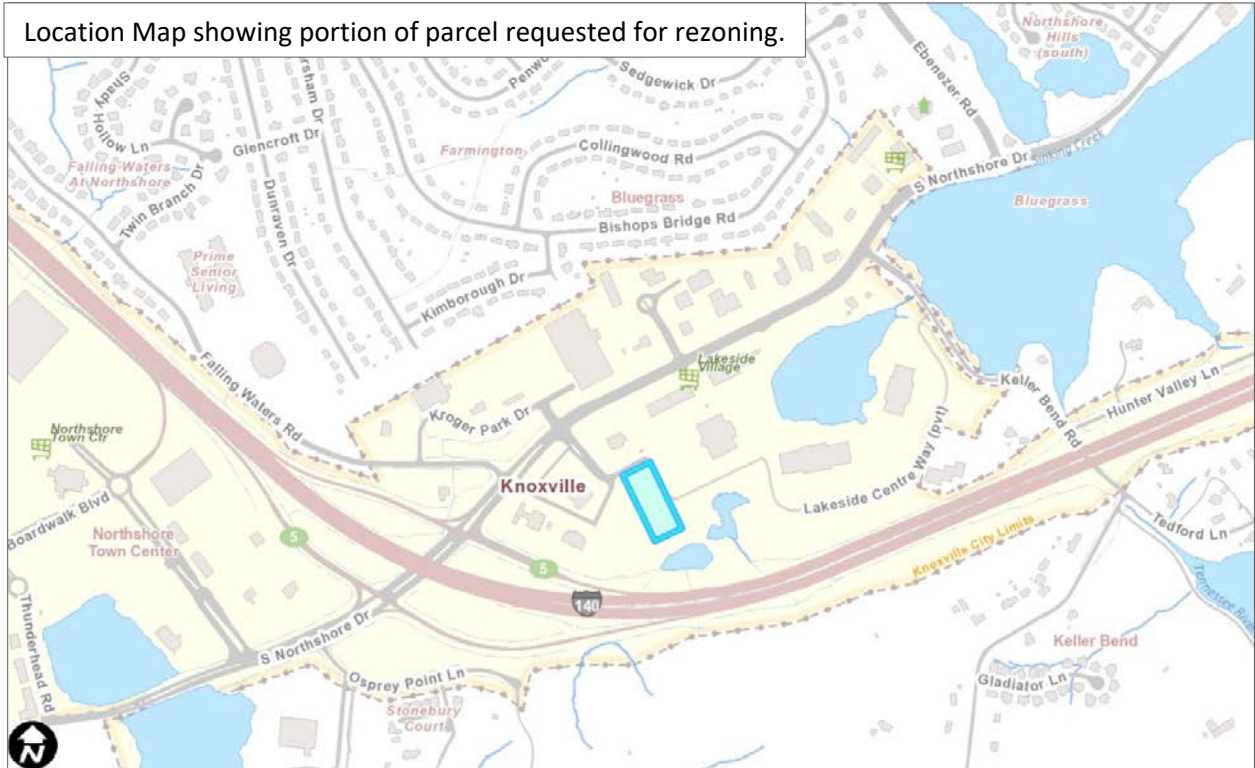 Location Map showing portion of parcel requested for rezoning.
Northshore
Hills
(south)
Ebenezer Rd
Sedgewick Dr
Shady
Hollow Ln
Glencroft Dr
Farmington
Collingwood Rd
S Northshore Dr
Sinking Creek
Falling Waters
At Northshore
Twin Branch Dr
Dunraven Dr
Bluegrass
Bluegrass
Bishops Bridge Rd
Prime
Senior
Living
Kimborough Dr
Falling Waters Rd
Lakeside
Village
Keller
Bend Rd
Hunter Valley Ln
Kroger Park Dr
Northshore
Town Ctr
Knoxville
Lakeside Centre Way (pvt)
Boardwalk Blvd
Northshore
Town Center
5
5
140
Knoxville City Limits
Tedford Ln
Tennessee River
Thunderhead Rd
S Northshore Dr
Osprey Point Ln
Keller Bend
Gladiator Ln
Stonebury
Court
N